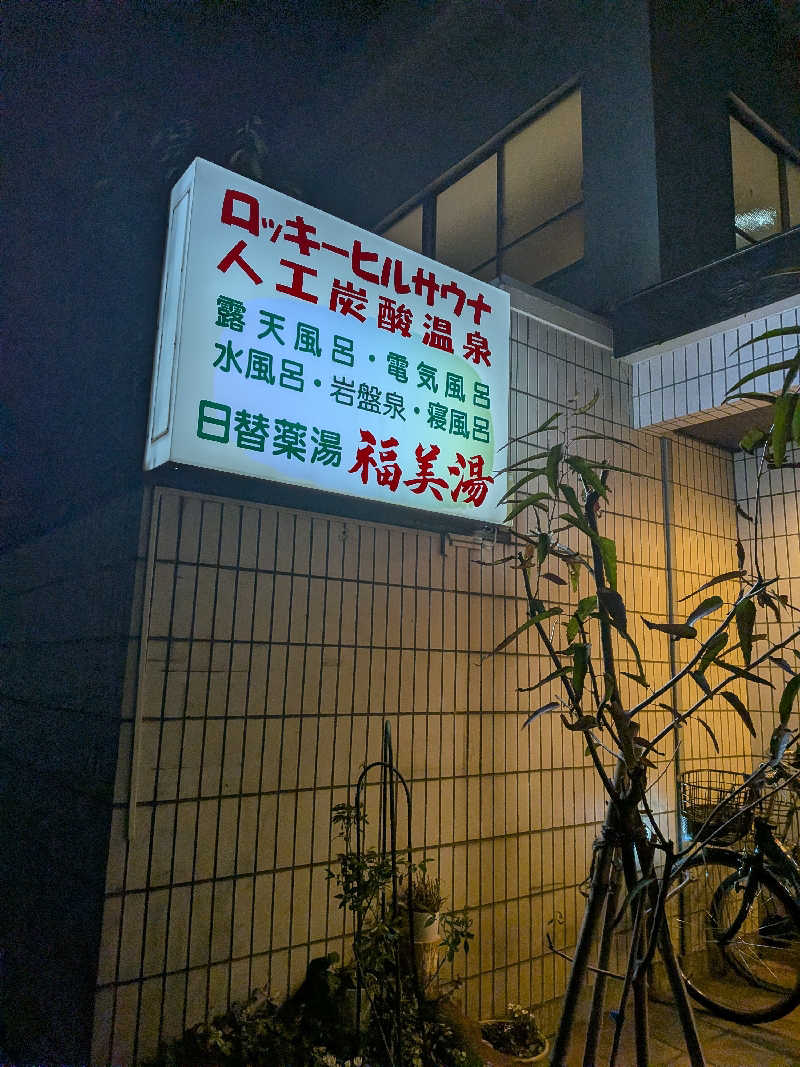 ロッキーヒルサウナ
人工炭酸温泉
露天風呂・電気風呂
水風呂・岩盤泉・寝風呂
日替薬湯 福美湯